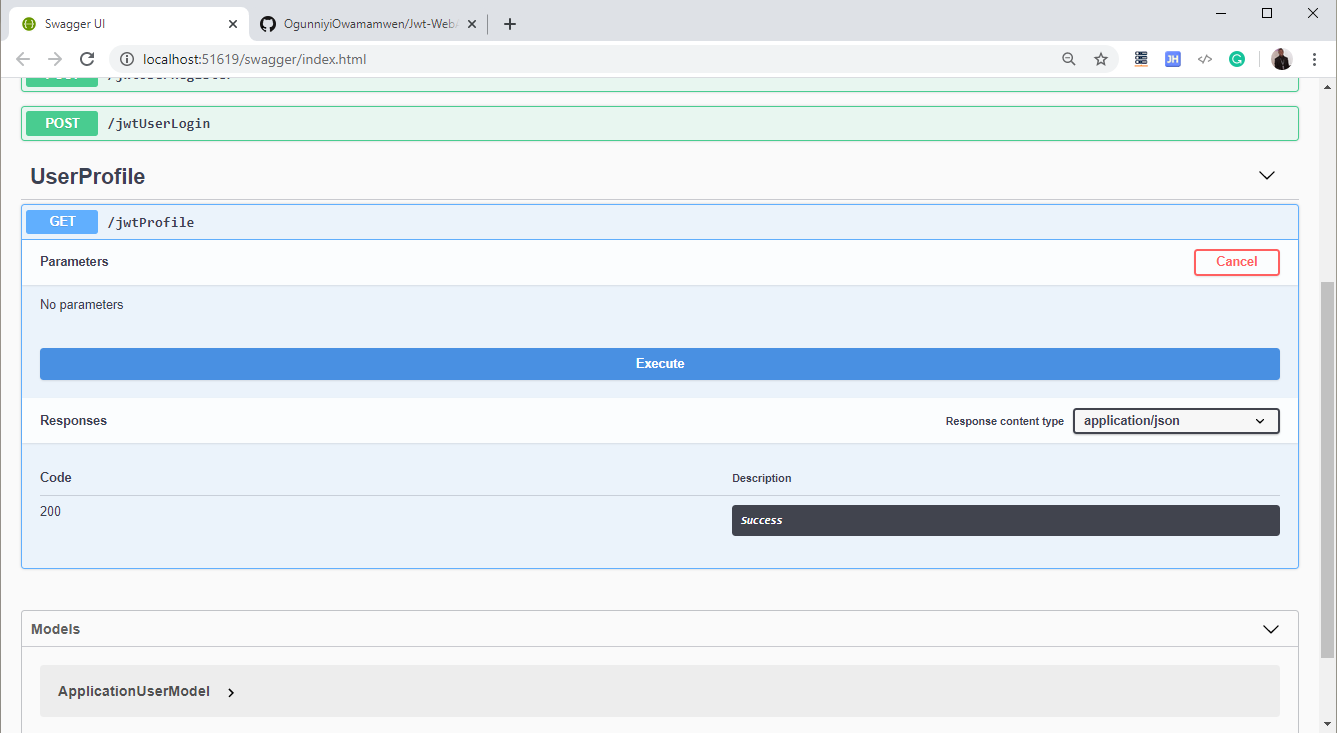 Swagger UI
OgunniyiOwamamwen/Jwt-Web
localhost:51619/swagger/index.html
JH
G
POST /jwtUserRegister
POST /jwtUserLogin
UserProfile
GET /jwtProfile
Parameters
Cancel
No parameters
Execute
Responses
Response content type
application/json
Code
Description
200
Success
Models
ApplicationUserModel